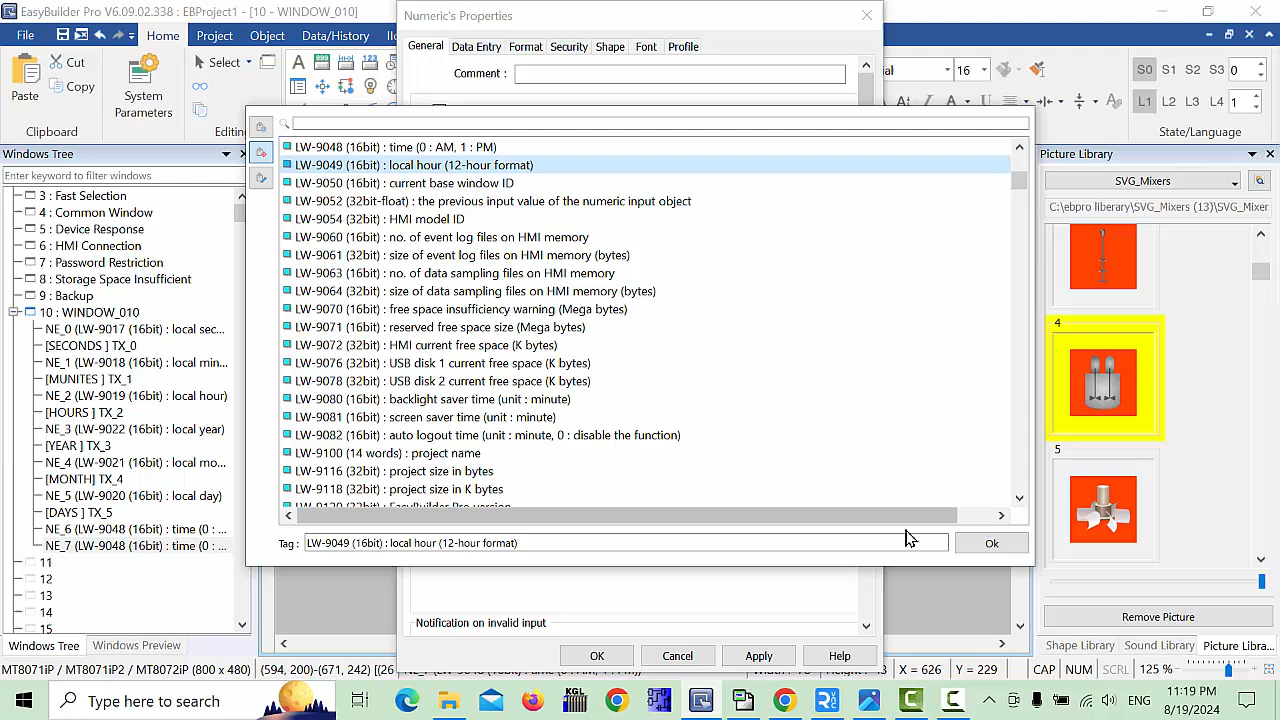 EasyBuilder Pro V6.09.02.338 : EBProject1 - [10 - WINDOW_010]
Numeric's Properties
File Home Project Object Data/History
General Data Entry Format Security Shape Font Profile
Comment :
Cut
Copy
Paste
Clipboard
System
Parameters
Select
Editing
16
S0 S1 S2 S3 0
L1 L2 L3 L4 1
State/Language
Windows Tree
Enter keyword to filter windows
3 : Fast Selection
4 : Common Window
5 : Device Response
6 : HMI Connection
7 : Password Restriction
8 : Storage Space Insufficient
9 : Backup
10 : WINDOW_010
NE_0 (LW-9017 (16bit) : local sec...
[SECONDS ] TX_0
NE_1 (LW-9018 (16bit) : local min...
[MUNITES ] TX_1
NE_2 (LW-9019 (16bit) : local hour)
[HOURS ] TX_2
NE_3 (LW-9022 (16bit) : local year)
[YEAR ] TX_3
NE_4 (LW-9021 (16bit) : local mo...
[MONTH] TX_4
NE_5 (LW-9020 (16bit) : local day)
[DAYS ] TX_5
NE_6 (LW-9048 (16bit) : time (0 : ...
NE_7 (LW-9048 (16bit) : time (0 : ...
11
12
13
14
15
Windows Tree Windows Preview
LW-9048 (16bit) : time (0 : AM, 1 : PM)
LW-9049 (16bit) : local hour (12-hour format)
LW-9050 (16bit) : current base window ID
LW-9052 (32bit-float) : the previous input value of the numeric input object
LW-9054 (32bit) : HMI model ID
LW-9060 (16bit) : no. of event log files on HMI memory
LW-9061 (32bit) : size of event log files on HMI memory (bytes)
LW-9063 (16bit) : no. of data sampling files on HMI memory
LW-9064 (32bit) : size of data sampling files on HMI memory (bytes)
LW-9070 (16bit) : free space insufficiency warning (Mega bytes)
LW-9071 (16bit) : reserved free space size (Mega bytes)
LW-9072 (32bit) : HMI current free space (K bytes)
LW-9076 (32bit) : USB disk 1 current free space (K bytes)
LW-9078 (32bit) : USB disk 2 current free space (K bytes)
LW-9080 (16bit) : backlight saver time (unit : minute)
LW-9081 (16bit) : screen saver time (unit : minute)
LW-9082 (16bit) : auto logout time (unit : minute, 0 : disable the function)
LW-9100 (14 words) : project name
LW-9116 (32bit) : project size in bytes
LW-9118 (32bit) : project size in K bytes
Tag : LW-9049 (16bit) : local hour (12-hour format) Ok
Notification on invalid input
OK Cancel Apply Help
Picture Library
SVG_Mixers
C:\ebpro liberary\SVG_Mixers (13)\SVG_Mixer
4
5
Remove Picture
Shape Library Sound Library Picture Libra...
MT8071iP / MT8071iP2 / MT8072iP (800 x 480) (594, 200)-(671, 242) X = 626 Y = 229 CAP NUM SCRL 125 %
Type here to search
ENG
11:19 PM
8/19/2024